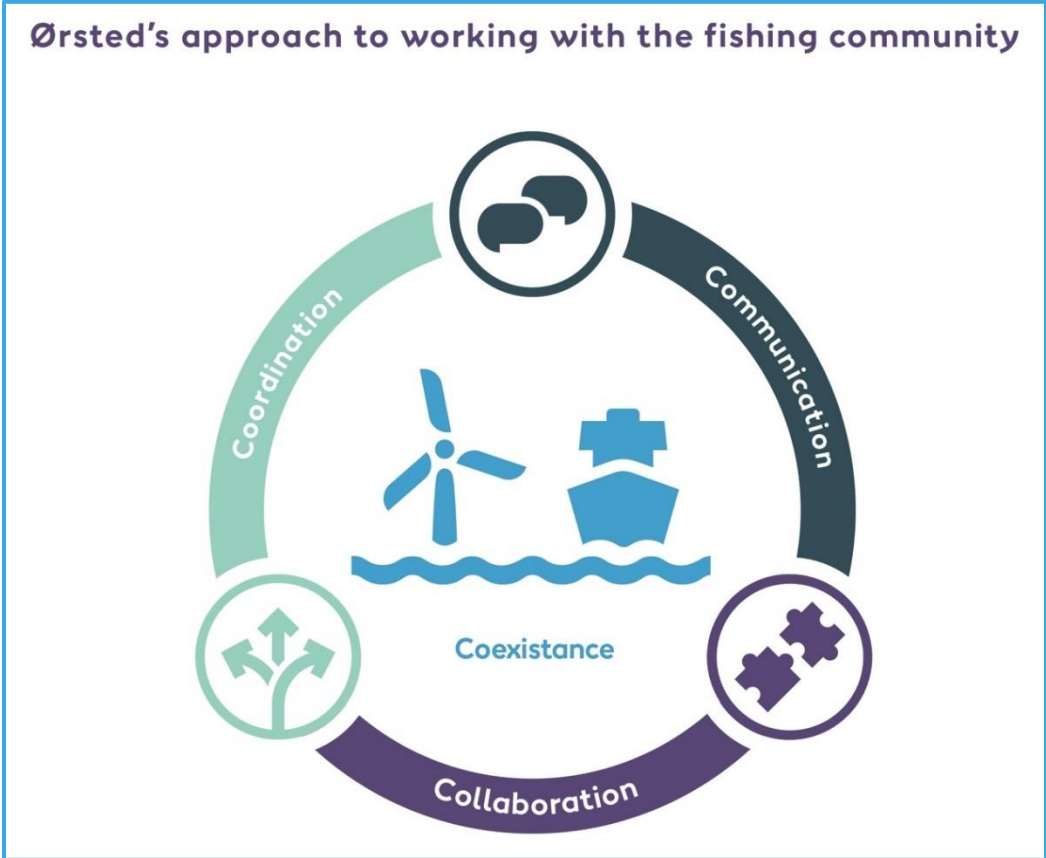 Ørsted's approach to working with the fishing community
Coordination
Communication
Coexistance
Collaboration